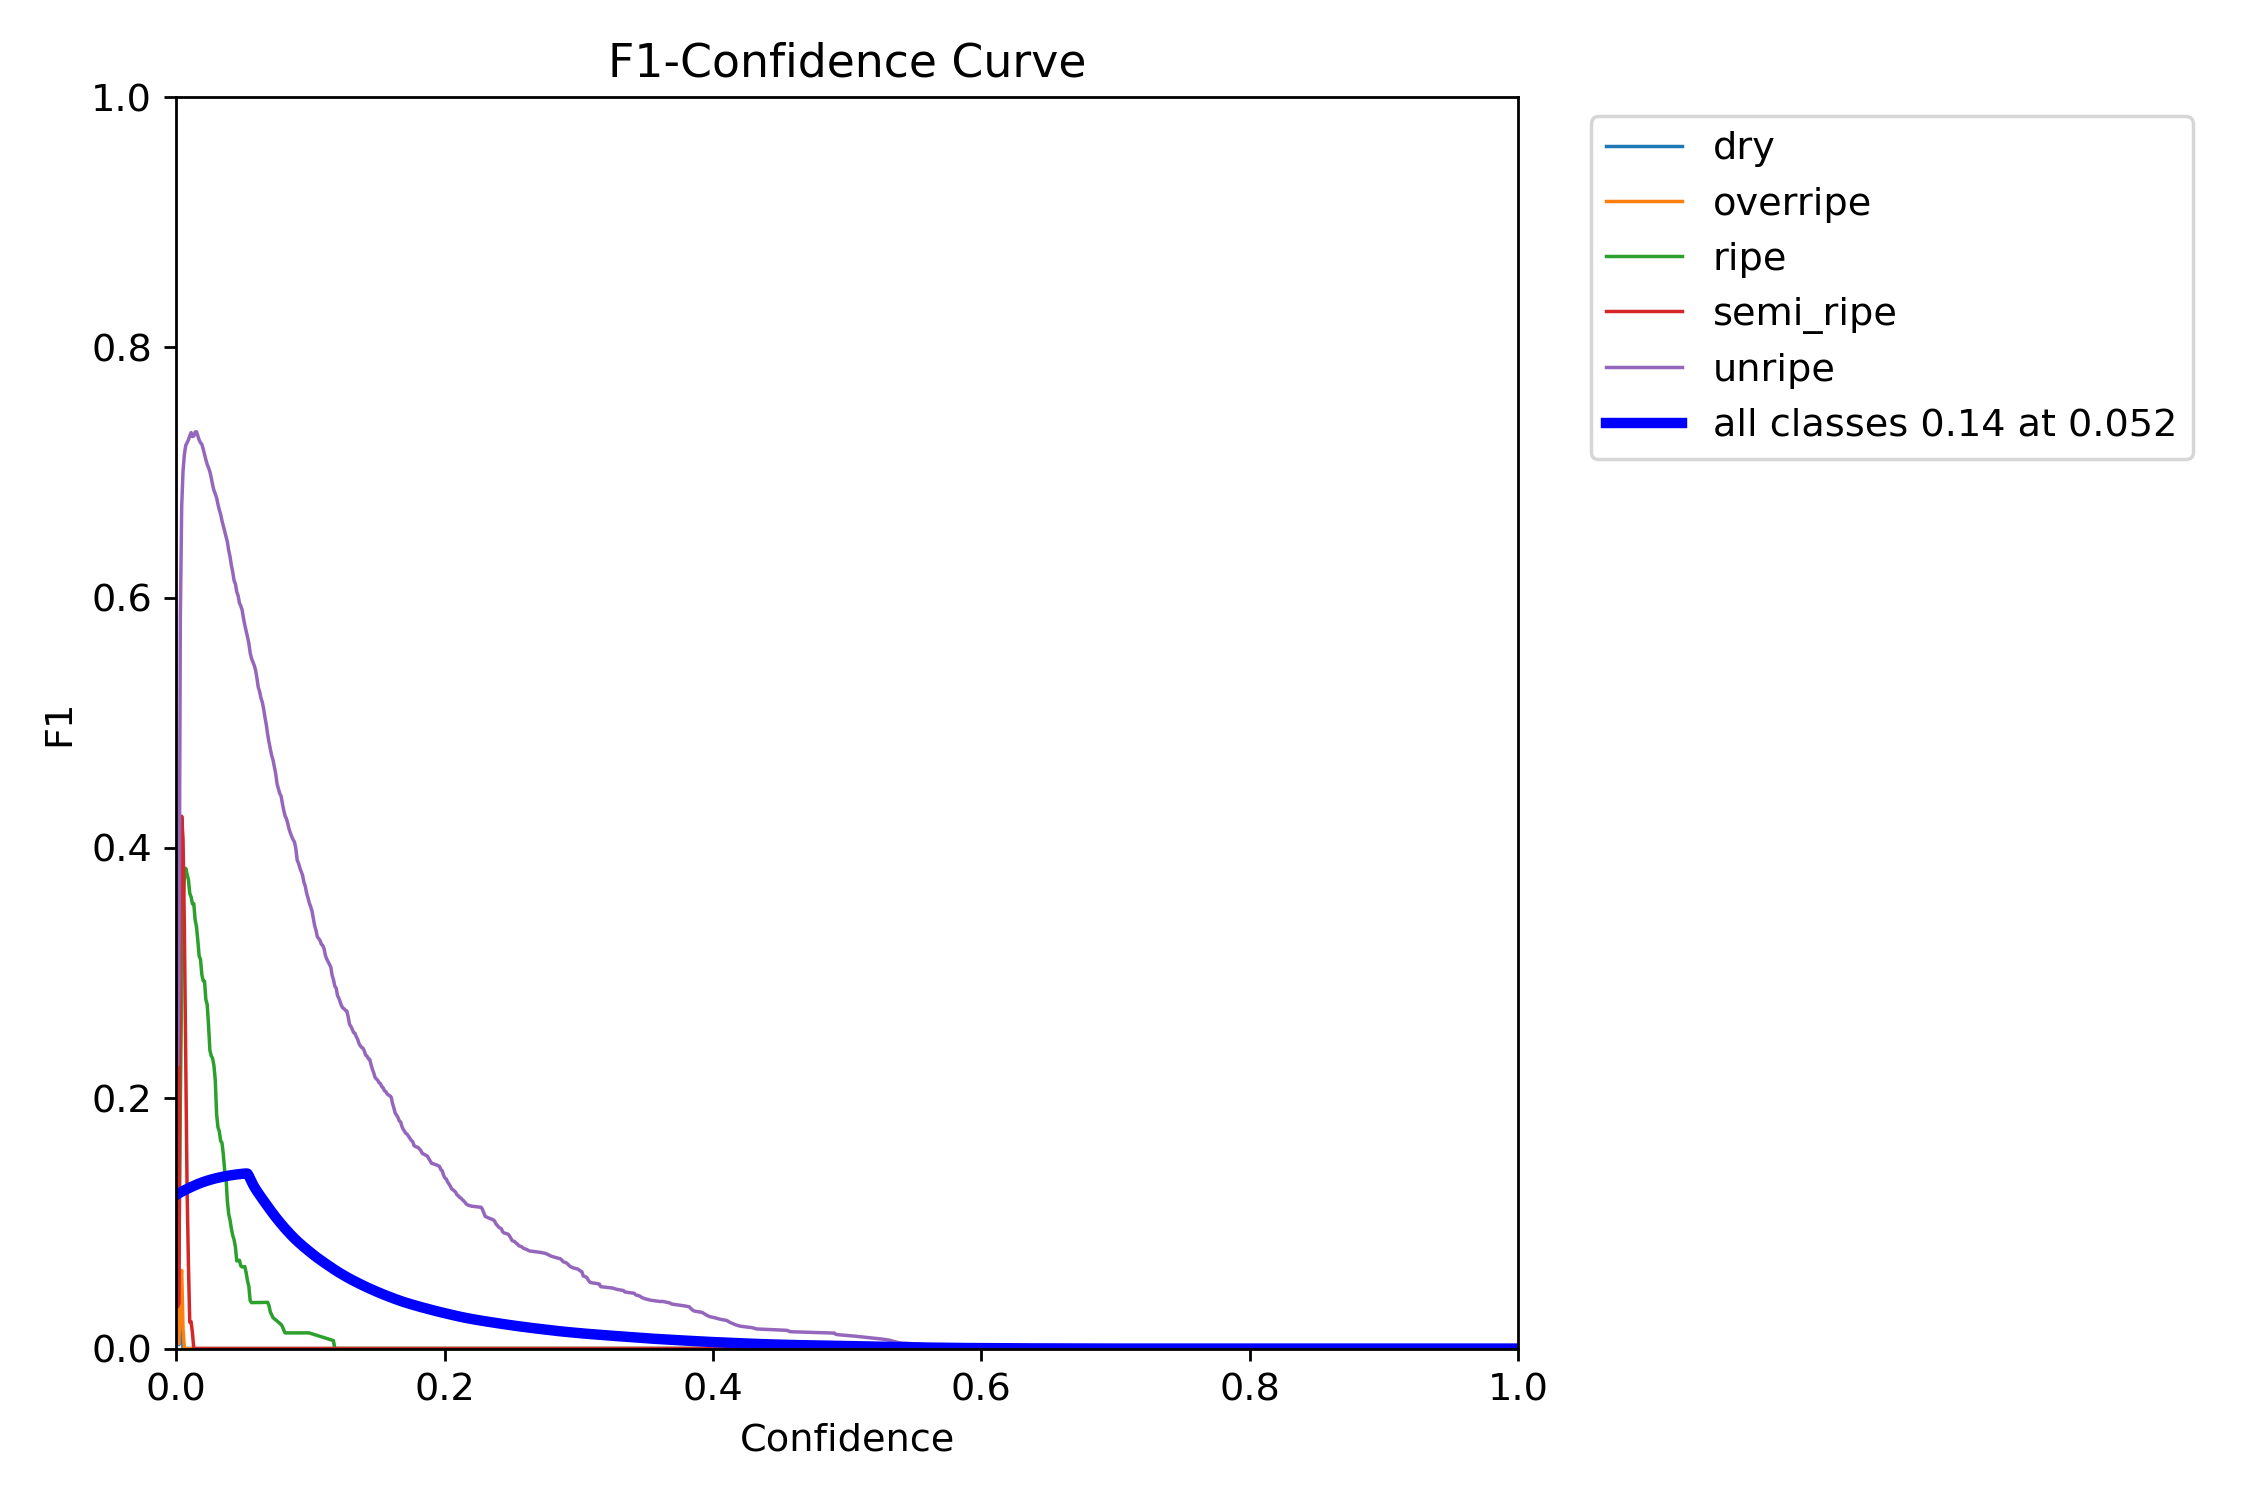 F1-Confidence Curve
1.0
0.8
0.6
0.4
0.2
0.0
F1
0.0 0.2 0.4 0.6 0.8 1.0
Confidence
dry
overripe
ripe
semi_ripe
unripe
all classes 0.14 at 0.052